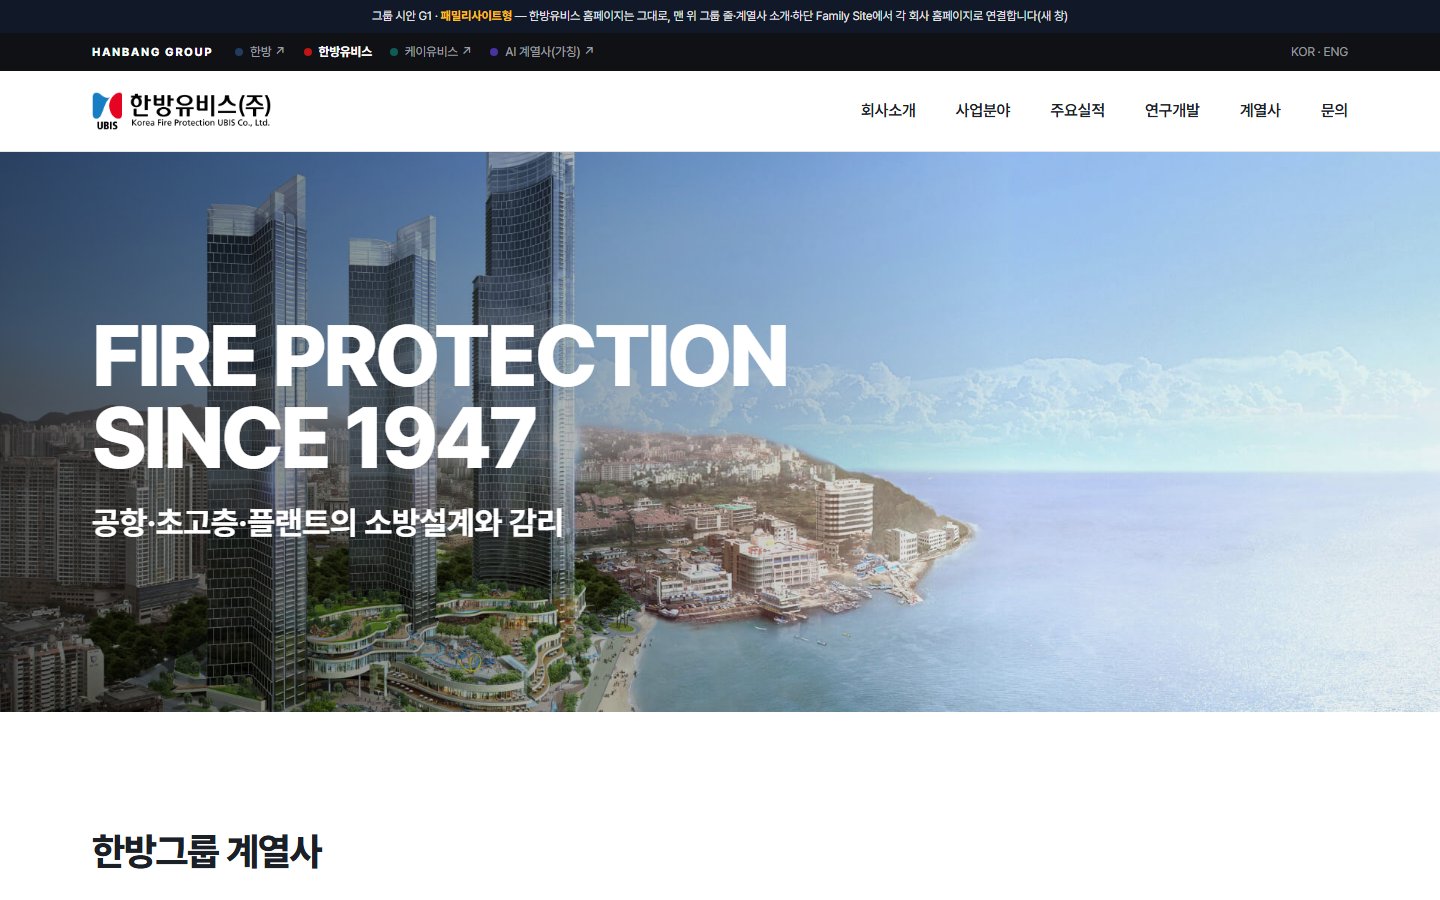 그룹 시안 G1 · 패밀리사이트형 — 한방유비스 홈페이지는 그대로, 맨 위 그룹 줄·계열사 소개·하단 Family Site에서 각 회사 홈페이지로 연결합니다(새 창)
HANBANG GROUP 한방 ↗ 한방유비스 케이유비스 ↗ AI 계열사(가칭) ↗ KOR · ENG
한방유비스(주)
UBIS Korea Fire Protection UBIS Co., Ltd.
회사소개 사업분야 주요실적 연구개발 계열사 문의
FIRE PROTECTION
SINCE 1947
공항·초고층·플랜트의 소방설계와 감리
한방그룹 계열사